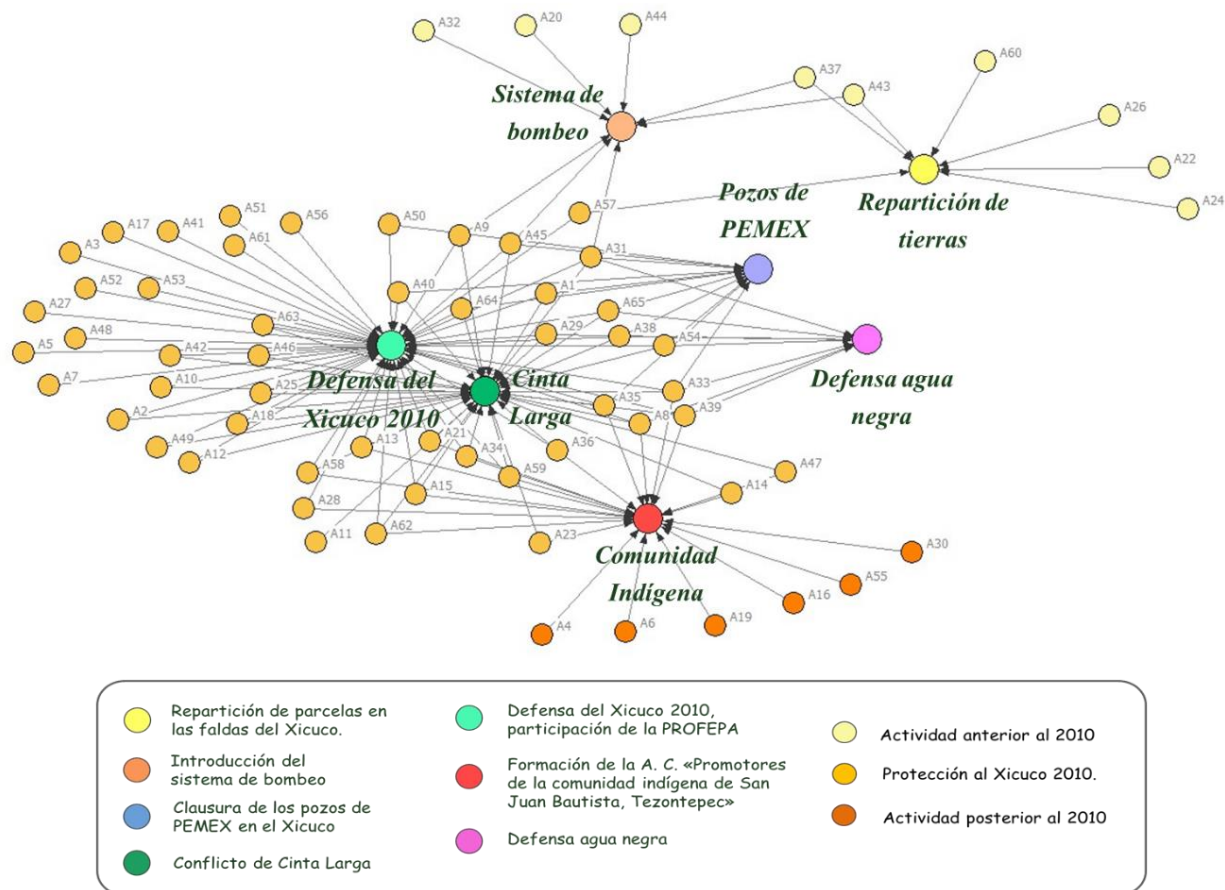 A32
A20
A44
A37
A43
A60
A26
A22
A24
Sistema de
bombeo
Pozos de
PEMEX
Repartición de
tierras
A17
A41
A51
A56
A50
A9
A45
A57
A3
A61
A31
A52
A53
A40
A64
A1
A65
A27
A63
A29
A38
A54
A48
A5
A42
A46
A7
A10
A25
Defensa del
Xicuco 2010
Cinta
Larga
Defensa agua
negra
A33
A35
A39
A2
A18
A8
A49
A12
A13
A21
A34
A36
A58
A59
A47
A15
A14
A28
A11
A62
A23
Comunidad
Indígena
A30
A55
A16
A19
A6
A4
Repartición de parcelas en
las faldas del Xicuco.
Introducción del
sistema de bombeo
Clausura de los pozos de
PEMEX en el Xicuco
Conflicto de Cinta Larga
Defensa del Xicuco 2010,
participación de la PROFEPA
Formación de la A. C. «Promotores
de la comunidad indígena de San
Juan Bautista, Tezontepec»
Defensa agua negra
Actividad anterior al 2010
Protección al Xicuco 2010.
Actividad posterior al 2010